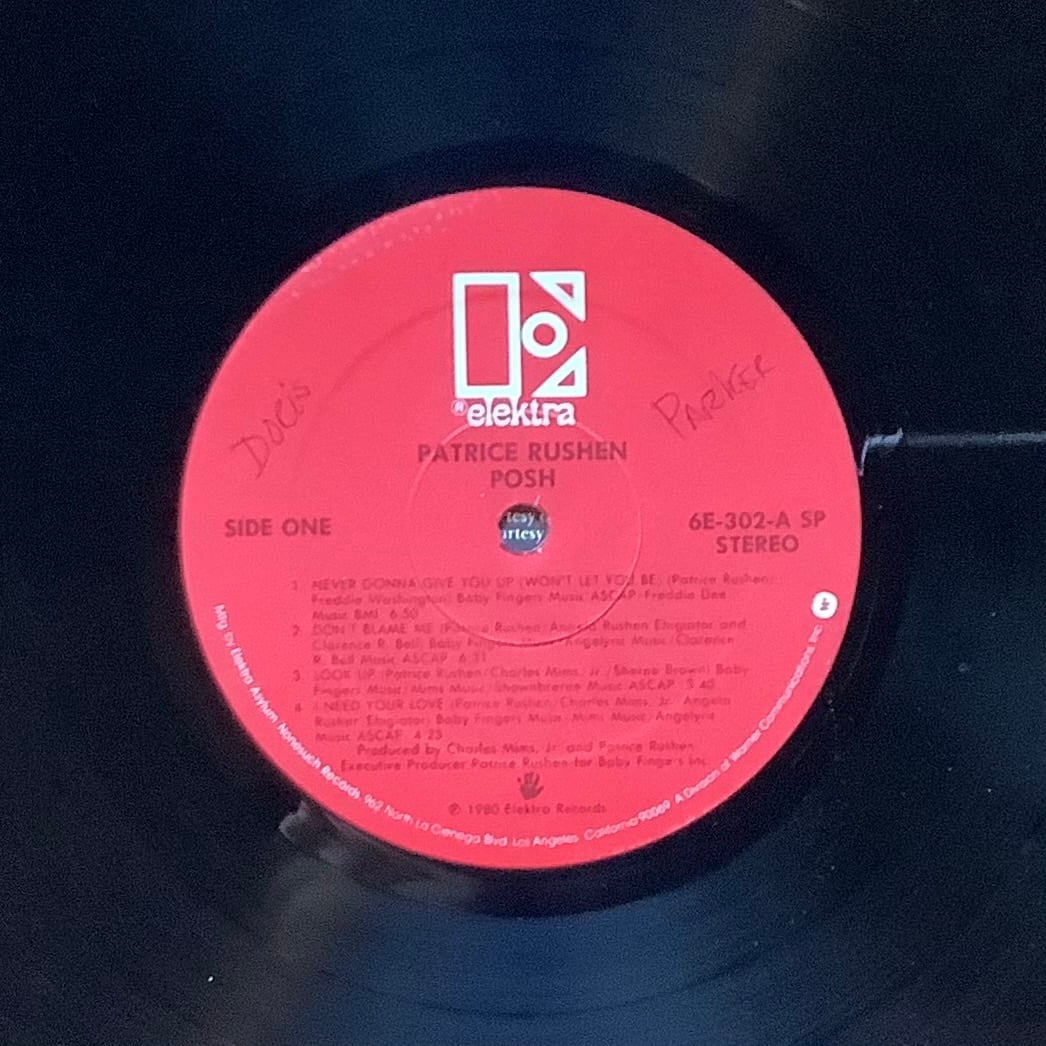 ® elektra
Doris
PARKER
PATRICE RUSHEN
POSH
SIDE ONE
6E-302-A SP
STEREO
tesy
rtesy
1. NEVER GONNA GIVE YOU UP (WON'T LET YOU BE) (Patrice Rushen/
Freddie Washington) Baby Fingers Music ASCAP Freddie Dee
Music BMI 6:50
2. DON'T BLAME ME (Patrice Rushen/Angela Rushen Elugiator and
Clarence R. Bell) Baby Fingers Music/Angelyric Music/Clarence
R. Bell Music ASCAP 6:31
3. LOOK UP (Patrice Rushen/Charles Mims, Jr./Sheree Brown) Baby
Fingers Music/Mims Music/Shownbreree Music ASCAP 3:40
4. I NEED YOUR LOVE (Patrice Rushen/Charles Mims, Jr./Angela
Rushen) Baby Fingers Music/Mims Music/Angelyric
Music ASCAP 4:25
Produced by Charles Mims, Jr. and Patrice Rushen
Executive Producer Patrice Rushen for Baby Fingers Inc.
℗ 1980 Elektra Records
Mfg. by Elektra/Asylum/Nonesuch Records, 962 North La Cienega Blvd. Los Angeles, California 90069. A Division of Warner Communications Inc.